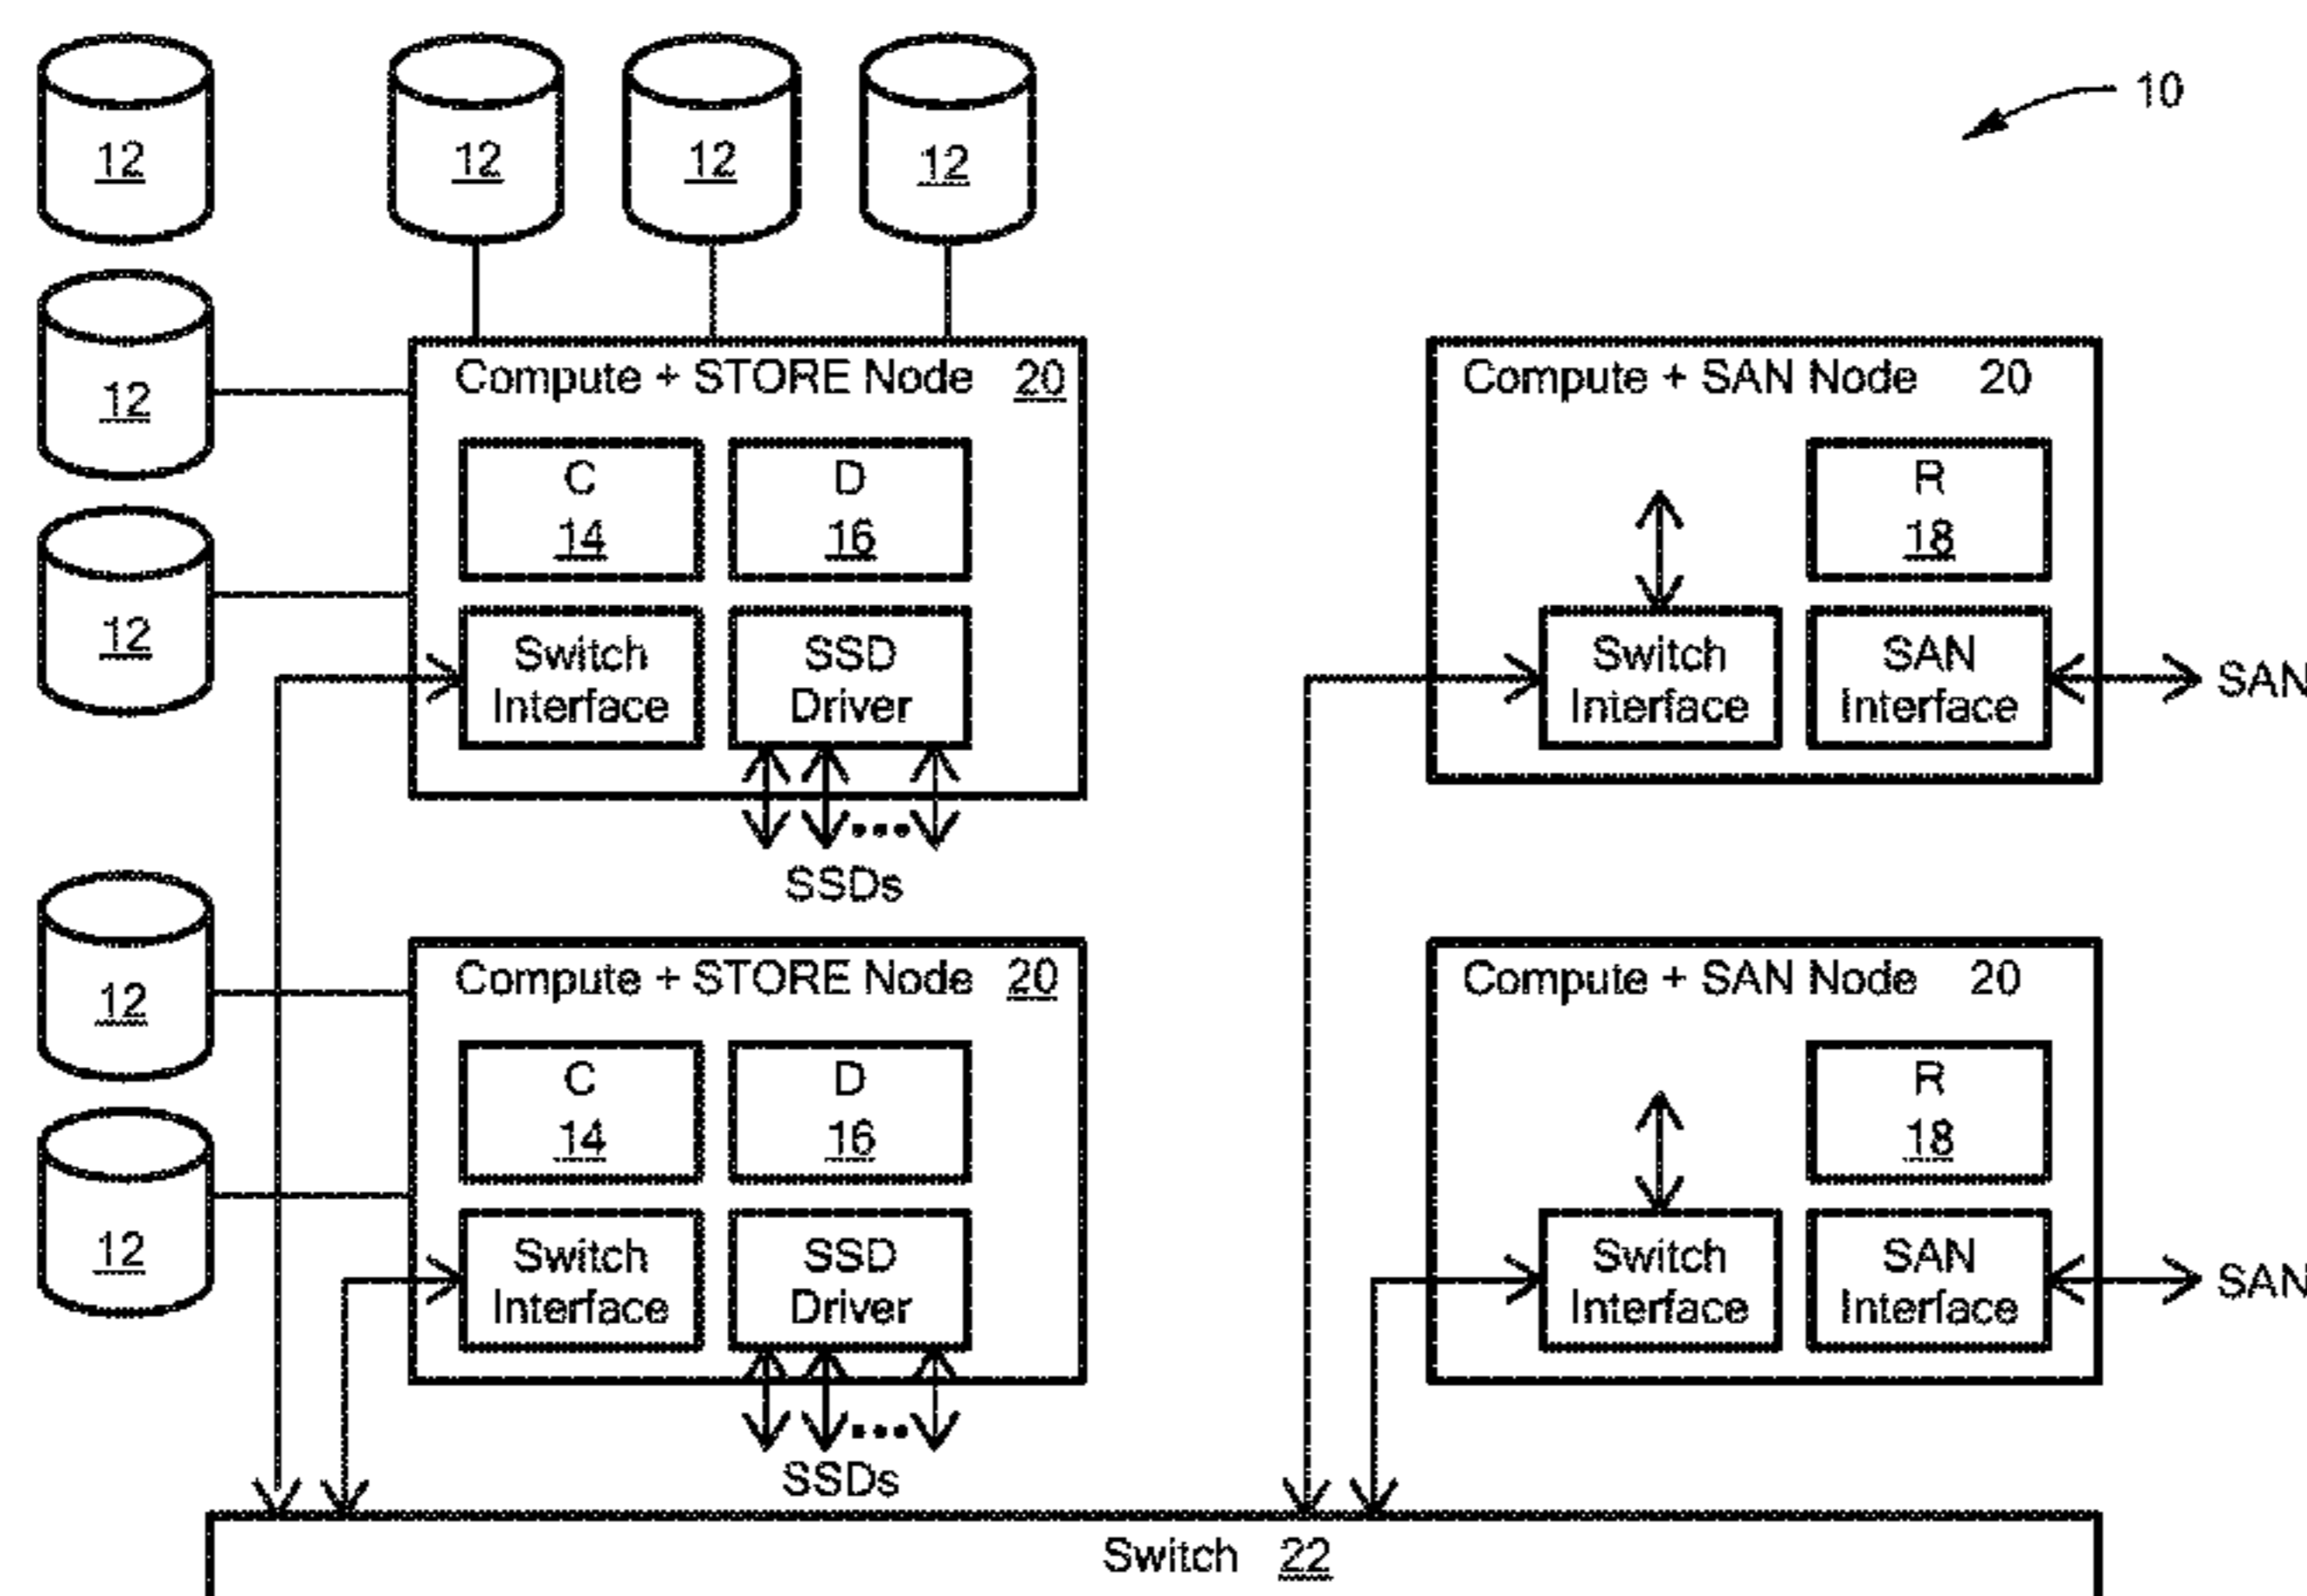 12
12
12
12
10
12
12
Compute + STORE Node 20
C
14
D
16
Switch
Interface
SSD
Driver
SSDs
Compute + SAN Node 20
R
18
Switch
Interface
SAN
Interface
SAN
12
12
Compute + STORE Node 20
C
14
D
16
Switch
Interface
SSD
Driver
SSDs
Compute + SAN Node 20
R
18
Switch
Interface
SAN
Interface
SAN
Switch 22